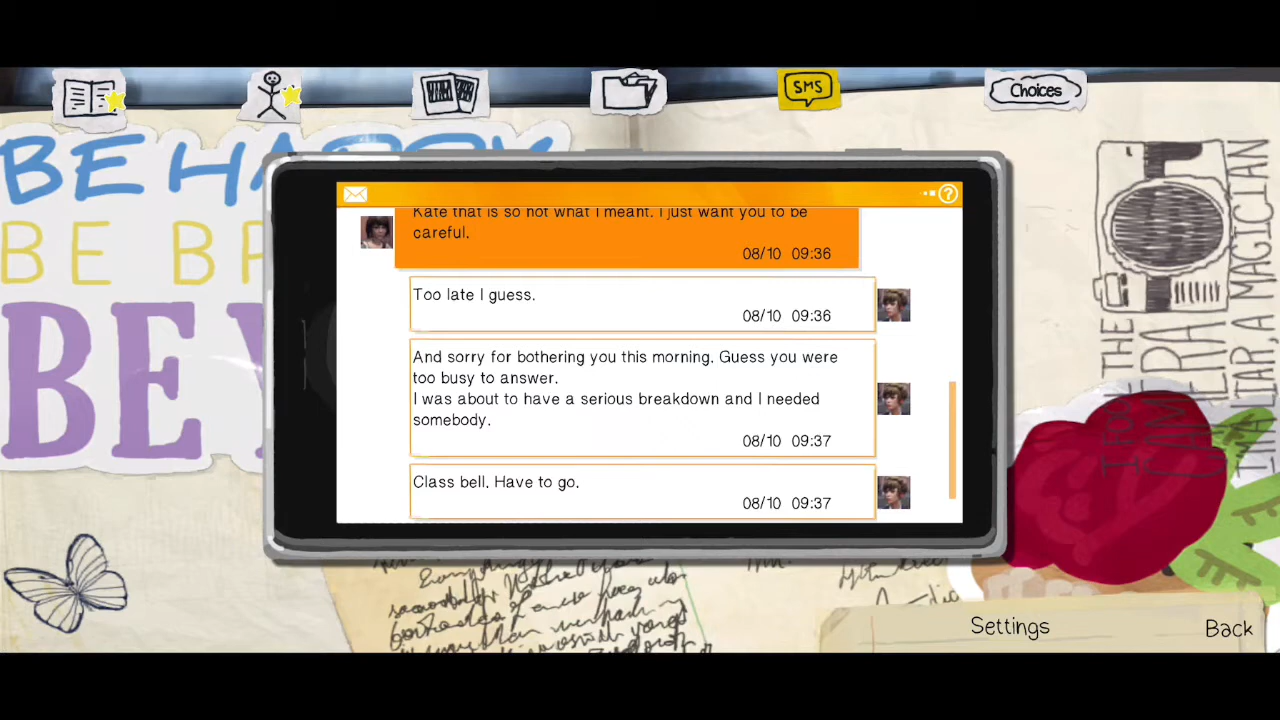 SMS
Choices
BE HAPPY
BE
BE
Kate that is so not what I meant. I just want you to be
careful.
08/10 09:36
Too late I guess.
08/10 09:36
And sorry for bothering you this morning. Guess you were
too busy to answer.
I was about to have a serious breakdown and I needed
somebody.
08/10 09:37
Class bell. Have to go.
08/10 09:37
THE
A MAGICIAN
Settings
Back